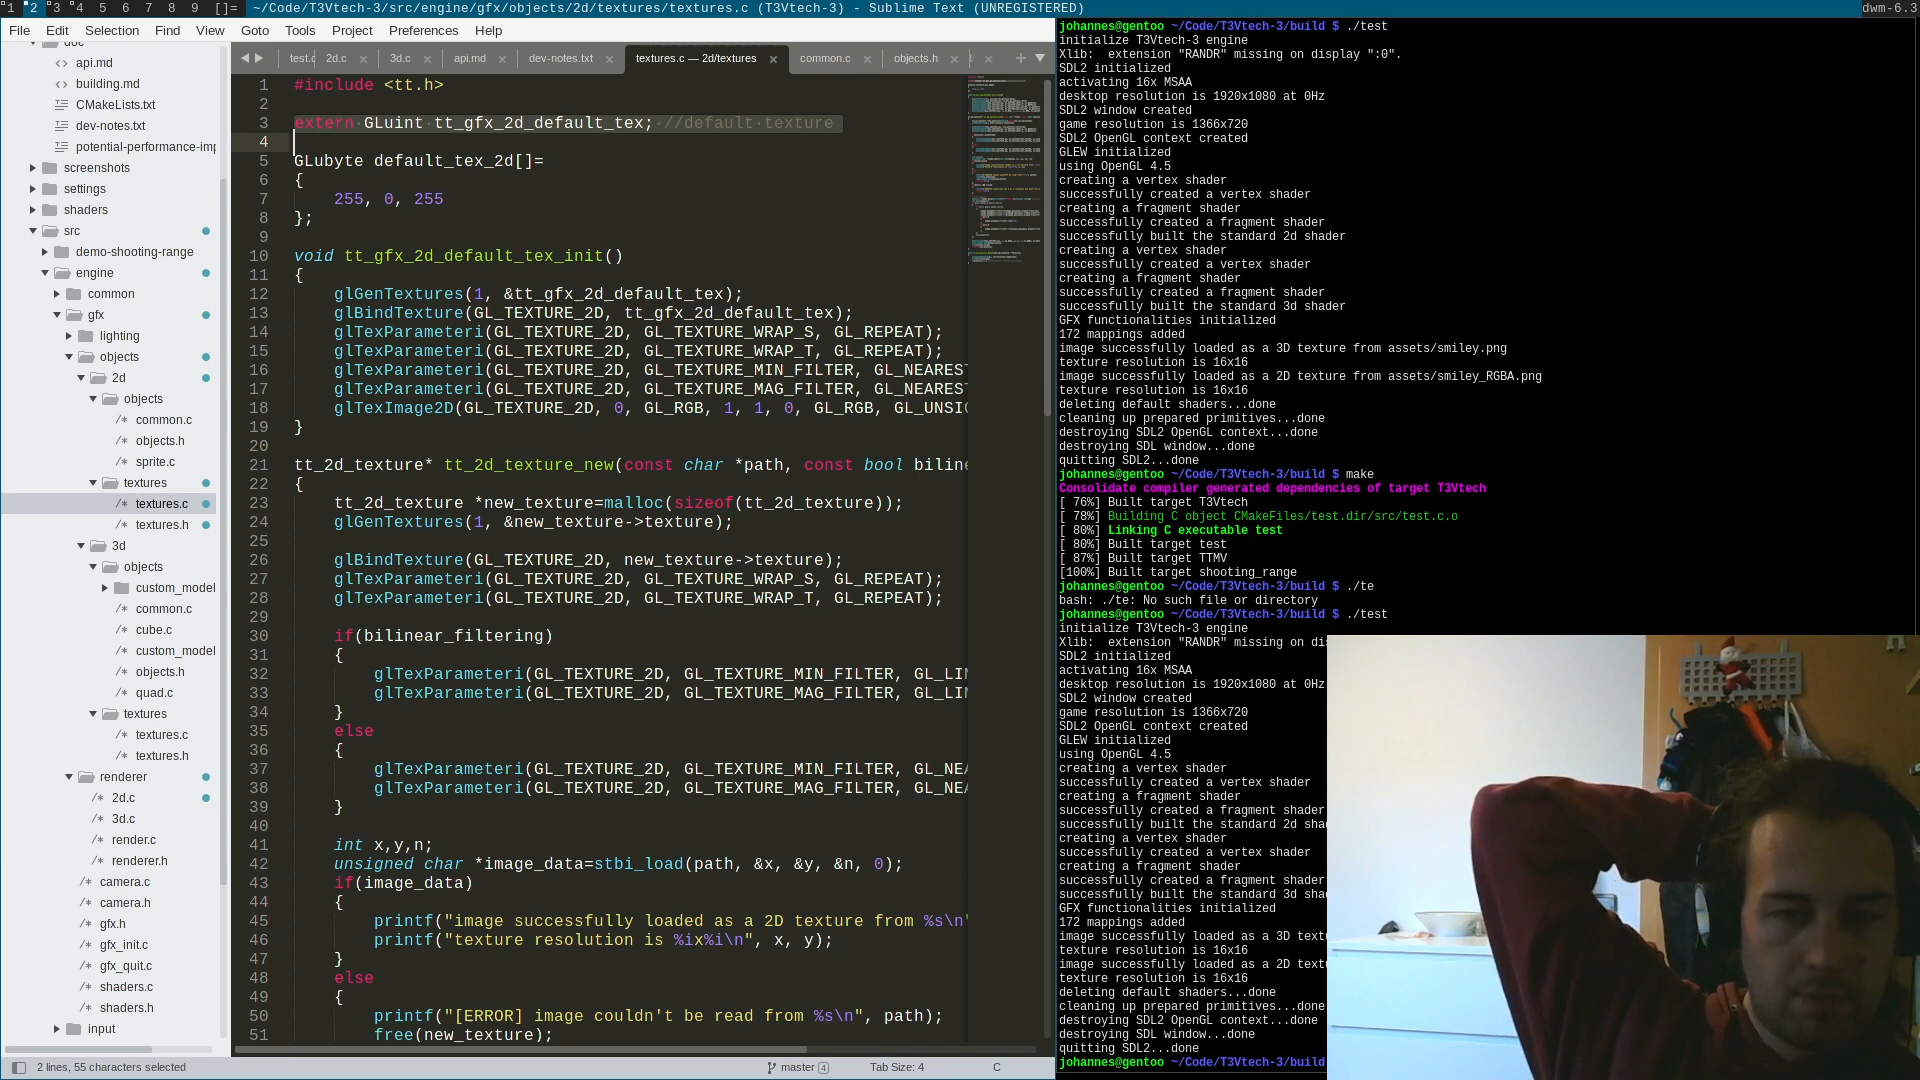 1 2 3 4 5 6 7 8 9 []= ~/Code/T3Vtech-3/src/engine/gfx/objects/2d/textures/textures.c (T3Vtech-3) - Sublime Text (UNREGISTERED) dwm-6.3
File Edit Selection Find View Goto Tools Project Preferences Help
test.c 2d.c × 3d.c × api.md × dev-notes.txt × textures.c — 2d/textures × common.c × objects.h × ×
doc
api.md
building.md
CMakeLists.txt
dev-notes.txt
potential-performance-imp
screenshots
settings
shaders
src
demo-shooting-range
engine
common
gfx
lighting
objects
2d
objects
common.c
objects.h
sprite.c
textures
textures.c
textures.h
3d
objects
custom_model
common.c
cube.c
custom_model
objects.h
quad.c
textures
textures.c
textures.h
renderer
2d.c
3d.c
render.c
renderer.h
camera.c
camera.h
gfx.h
gfx_init.c
gfx_quit.c
shaders.c
shaders.h
input
1 #include <tt.h>
2
3 extern GLuint tt_gfx_2d_default_tex; //default texture
4
5 GLubyte default_tex_2d[]=
6 {
7 255, 0, 255
8 };
9
10 void tt_gfx_2d_default_tex_init()
11 {
12 glGenTextures(1, &tt_gfx_2d_default_tex);
13 glBindTexture(GL_TEXTURE_2D, tt_gfx_2d_default_tex);
14 glTexParameteri(GL_TEXTURE_2D, GL_TEXTURE_WRAP_S, GL_REPEAT);
15 glTexParameteri(GL_TEXTURE_2D, GL_TEXTURE_WRAP_T, GL_REPEAT);
16 glTexParameteri(GL_TEXTURE_2D, GL_TEXTURE_MIN_FILTER, GL_NEAREST
17 glTexParameteri(GL_TEXTURE_2D, GL_TEXTURE_MAG_FILTER, GL_NEAREST
18 glTexImage2D(GL_TEXTURE_2D, 0, GL_RGB, 1, 1, 0, GL_RGB, GL_UNSIG
19 }
20
21 tt_2d_texture* tt_2d_texture_new(const char *path, const bool biline
22 {
23 tt_2d_texture *new_texture=malloc(sizeof(tt_2d_texture));
24 glGenTextures(1, &new_texture->texture);
25
26 glBindTexture(GL_TEXTURE_2D, new_texture->texture);
27 glTexParameteri(GL_TEXTURE_2D, GL_TEXTURE_WRAP_S, GL_REPEAT);
28 glTexParameteri(GL_TEXTURE_2D, GL_TEXTURE_WRAP_T, GL_REPEAT);
29
30 if(bilinear_filtering)
31 {
32 glTexParameteri(GL_TEXTURE_2D, GL_TEXTURE_MIN_FILTER, GL_LIN
33 glTexParameteri(GL_TEXTURE_2D, GL_TEXTURE_MAG_FILTER, GL_LIN
34 }
35 else
36 {
37 glTexParameteri(GL_TEXTURE_2D, GL_TEXTURE_MIN_FILTER, GL_NEA
38 glTexParameteri(GL_TEXTURE_2D, GL_TEXTURE_MAG_FILTER, GL_NEA
39 }
40
41 int x,y,n;
42 unsigned char *image_data=stbi_load(path, &x, &y, &n, 0);
43 if(image_data)
44 {
45 printf("image successfully loaded as a 2D texture from %s\n"
46 printf("texture resolution is %ix%i\n", x, y);
47 }
48 else
49 {
50 printf("[ERROR] image couldn't be read from %s\n", path);
51 free(new_texture);
2 lines, 55 characters selected master 4 Tab Size: 4 C
johannes@gentoo ~/Code/T3Vtech-3/build $ ./test
initialize T3Vtech-3 engine
Xlib: extension "RANDR" missing on display ":0".
SDL2 initialized
activating 16x MSAA
desktop resolution is 1920x1080 at 0Hz
SDL2 window created
game resolution is 1366x720
SDL2 OpenGL context created
GLEW initialized
using OpenGL 4.5
creating a vertex shader
successfully created a vertex shader
creating a fragment shader
successfully created a fragment shader
successfully built the standard 2d shader
creating a vertex shader
successfully created a vertex shader
creating a fragment shader
successfully created a fragment shader
successfully built the standard 3d shader
GFX functionalities initialized
172 mappings added
image successfully loaded as a 3D texture from assets/smiley.png
texture resolution is 16x16
image successfully loaded as a 2D texture from assets/smiley_RGBA.png
texture resolution is 16x16
deleting default shaders...done
cleaning up prepared primitives...done
destroying SDL2 OpenGL context...done
destroying SDL window...done
quitting SDL2...done
johannes@gentoo ~/Code/T3Vtech-3/build $ make
Consolidate compiler generated dependencies of target T3Vtech
[ 76%] Built target T3Vtech
[ 78%] Building C object CMakeFiles/test.dir/src/test.c.o
[ 80%] Linking C executable test
[ 80%] Built target test
[ 87%] Built target TTMV
[100%] Built target shooting_range
johannes@gentoo ~/Code/T3Vtech-3/build $ ./te
bash: ./te: No such file or directory
johannes@gentoo ~/Code/T3Vtech-3/build $ ./test
initialize T3Vtech-3 engine
Xlib: extension "RANDR" missing on dis
SDL2 initialized
activating 16x MSAA
desktop resolution is 1920x1080 at 0Hz
SDL2 window created
game resolution is 1366x720
SDL2 OpenGL context created
GLEW initialized
using OpenGL 4.5
creating a vertex shader
successfully created a vertex shader
creating a fragment shader
successfully created a fragment shader
successfully built the standard 2d shad
creating a vertex shader
successfully created a vertex shader
creating a fragment shader
successfully created a fragment shader
successfully built the standard 3d shad
GFX functionalities initialized
172 mappings added
image successfully loaded as a 3D textu
texture resolution is 16x16
image successfully loaded as a 2D textu
texture resolution is 16x16
deleting default shaders...done
cleaning up prepared primitives...done
destroying SDL2 OpenGL context...done
destroying SDL window...done
quitting SDL2...done
johannes@gentoo ~/Code/T3Vtech-3/build